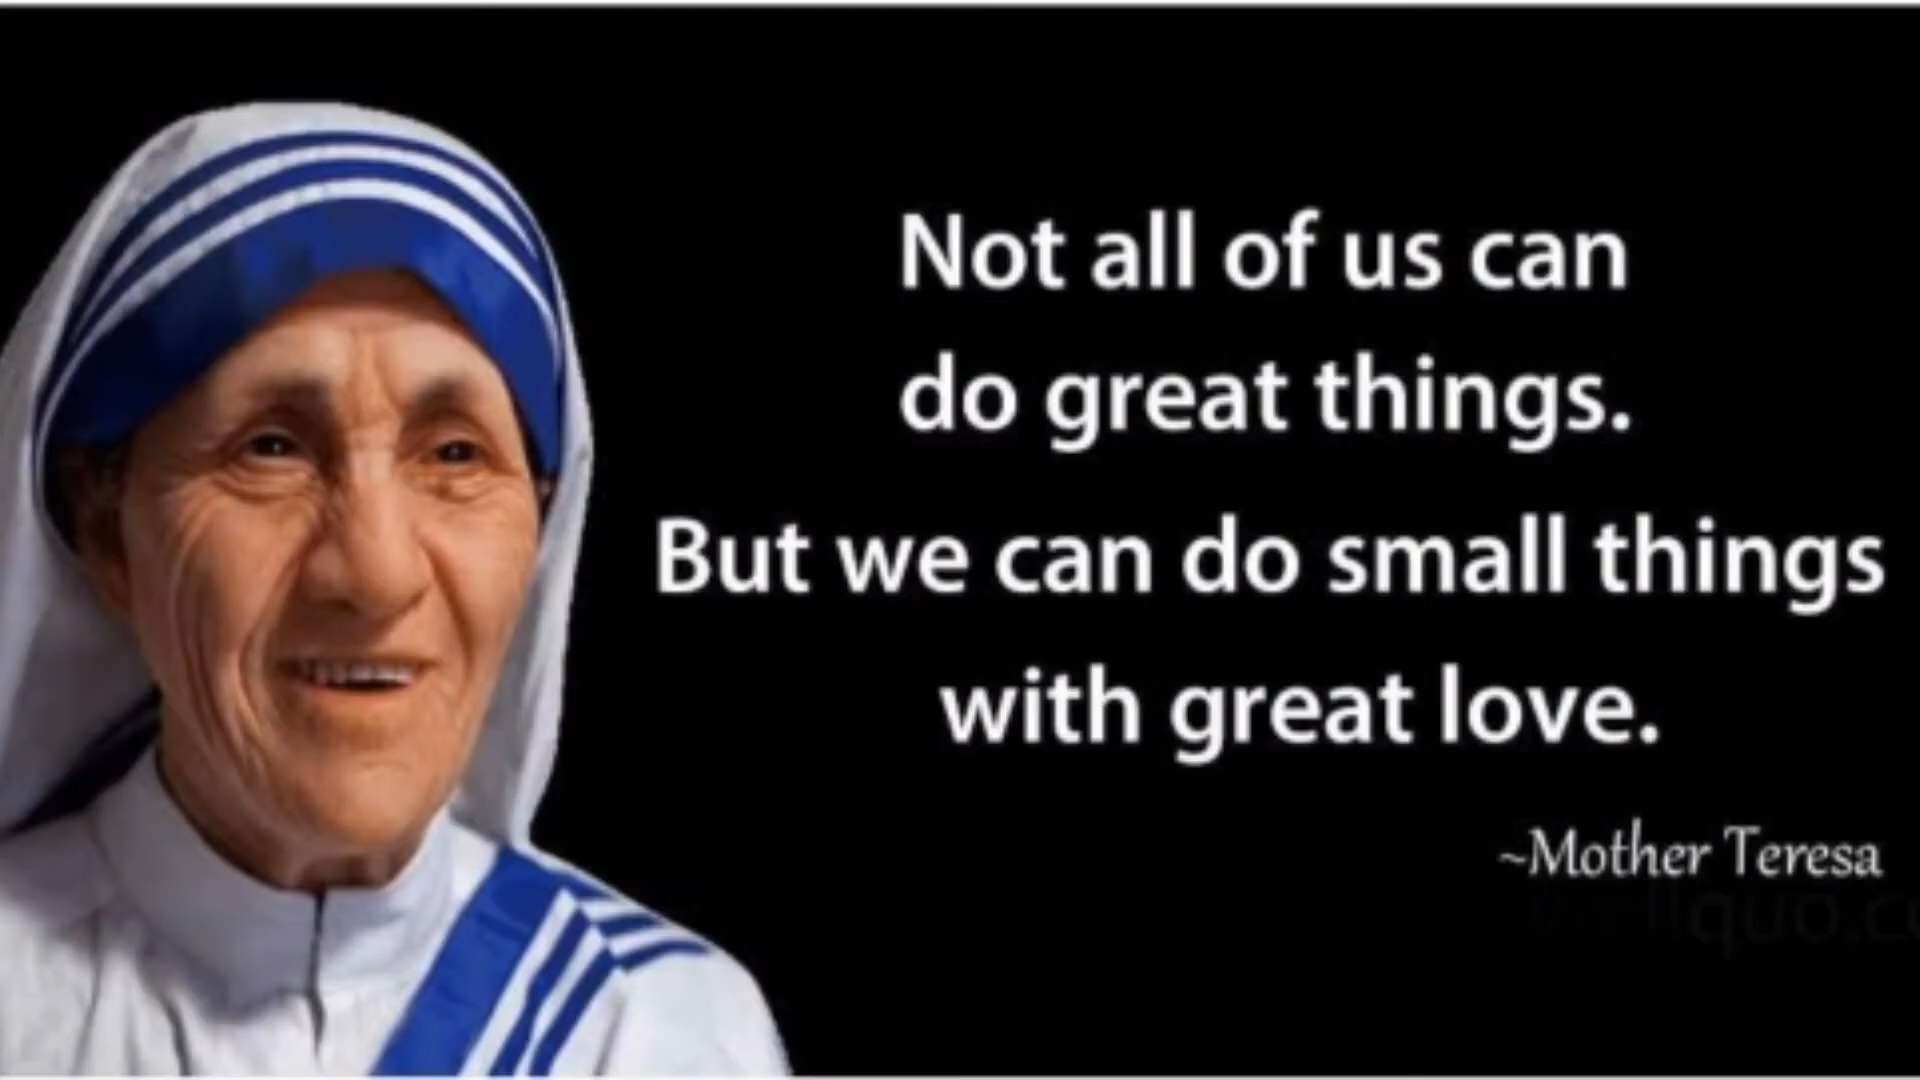 Not all of us can
do great things.
But we can do small things
with great love.
~Mother Teresa